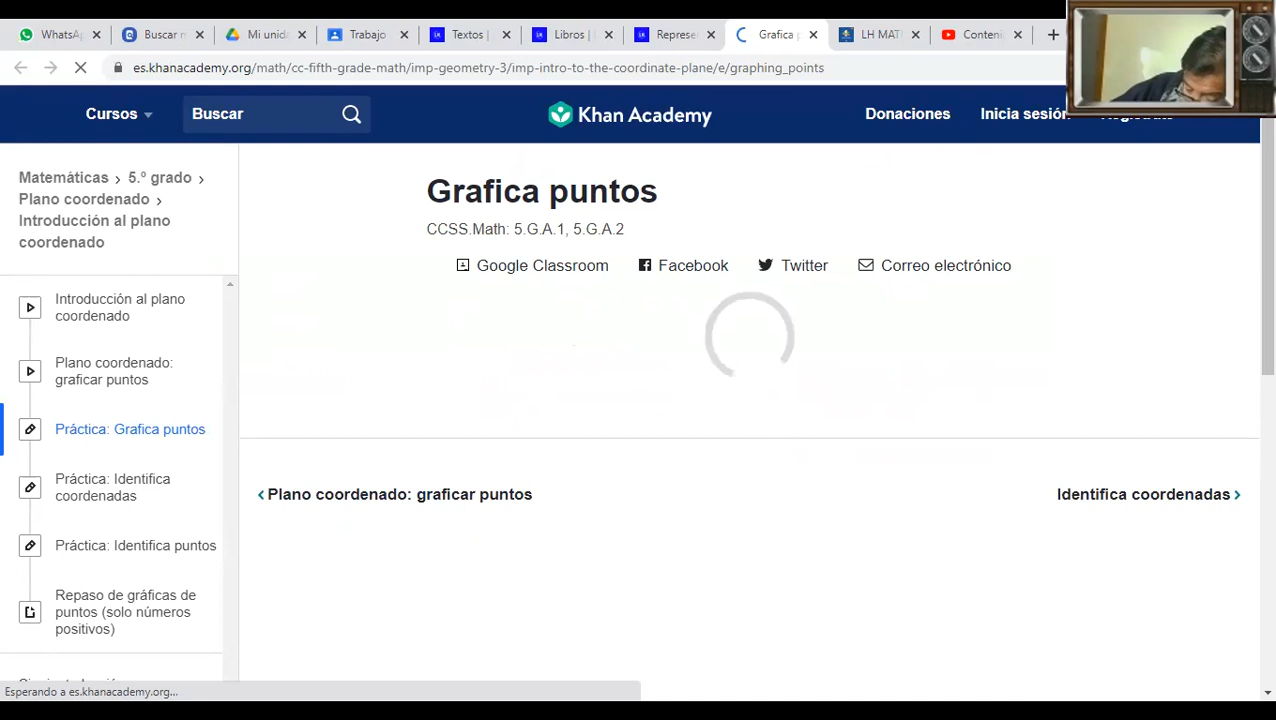 WhatsA
Buscar m
Mi unida
Trabajo
Textos |
Libros |
Represe
Grafica p
LH MAT
Conteni
es.khanacademy.org/math/cc-fifth-grade-math/imp-geometry-3/imp-intro-to-the-coordinate-plane/e/graphing_points
Cursos
Buscar
Khan Academy
Donaciones
Inicia sesión
Matemáticas > 5.º grado >
Plano coordenado >
Introducción al plano
coordenado
Grafica puntos
CCSS.Math: 5.G.A.1, 5.G.A.2
Google Classroom
Facebook
Twitter
Correo electrónico
Introducción al plano
coordenado
Plano coordenado:
graficar puntos
Práctica: Grafica puntos
Práctica: Identifica
coordenadas
Práctica: Identifica puntos
Repaso de gráficas de
puntos (solo números
positivos)
< Plano coordenado: graficar puntos
Identifica coordenadas >
Esperando a es.khanacademy.org...